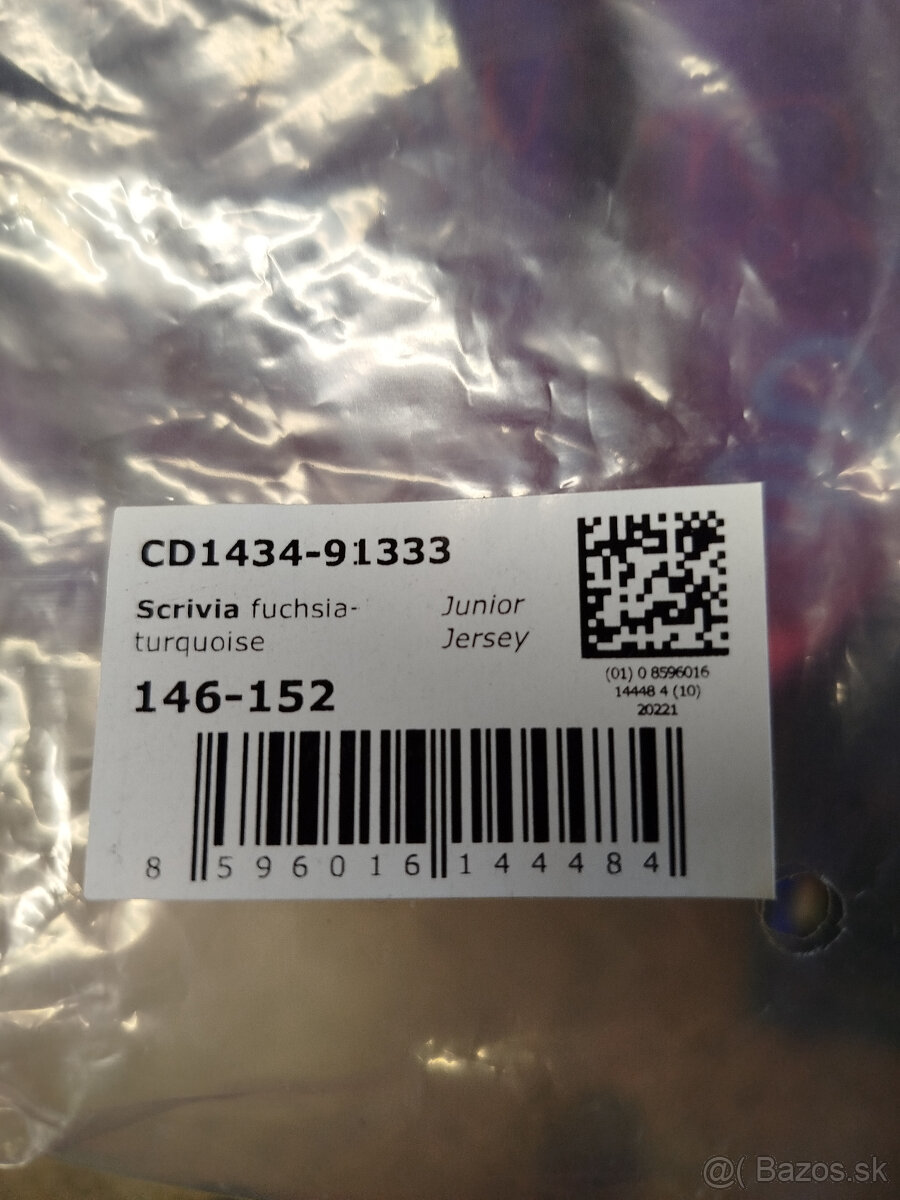 CD1434-91333
Scrivia fuchsia-
turquoise
Junior
Jersey
146-152
(01) 0 8596016
14448 4 (10)
20221
8 596016 144484
@( Bazos.sk